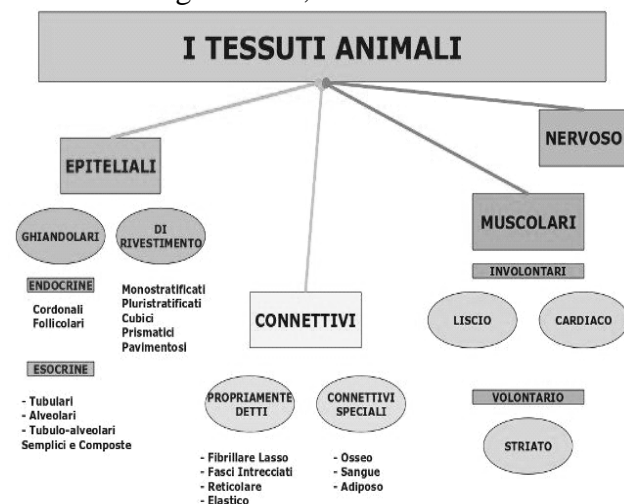 I TESSUTI ANIMALI
NERVOSO
EPITELIALI
MUSCOLARI
GHIANDOLARI
DI
RIVESTIMENTO
INVOLONTARI
ENDOCRINE
Cordonali
Follicolari
Monostratificati
Pluristratificati
Cubici
Prismatici
Pavimentosi
CONNETTIVI
LISCIO
CARDIACO
ESOCRINE
- Tubulari
- Alveolari
- Tubulo-alveolari
Semplici e Composte
PROPRIAMENTE
DETTI
CONNETTIVI
SPECIALI
VOLONTARIO
STRIATO
- Fibrillare Lasso
- Fasci Intrecciati
- Reticolare
- Elastico
- Osseo
- Sangue
- Adiposo